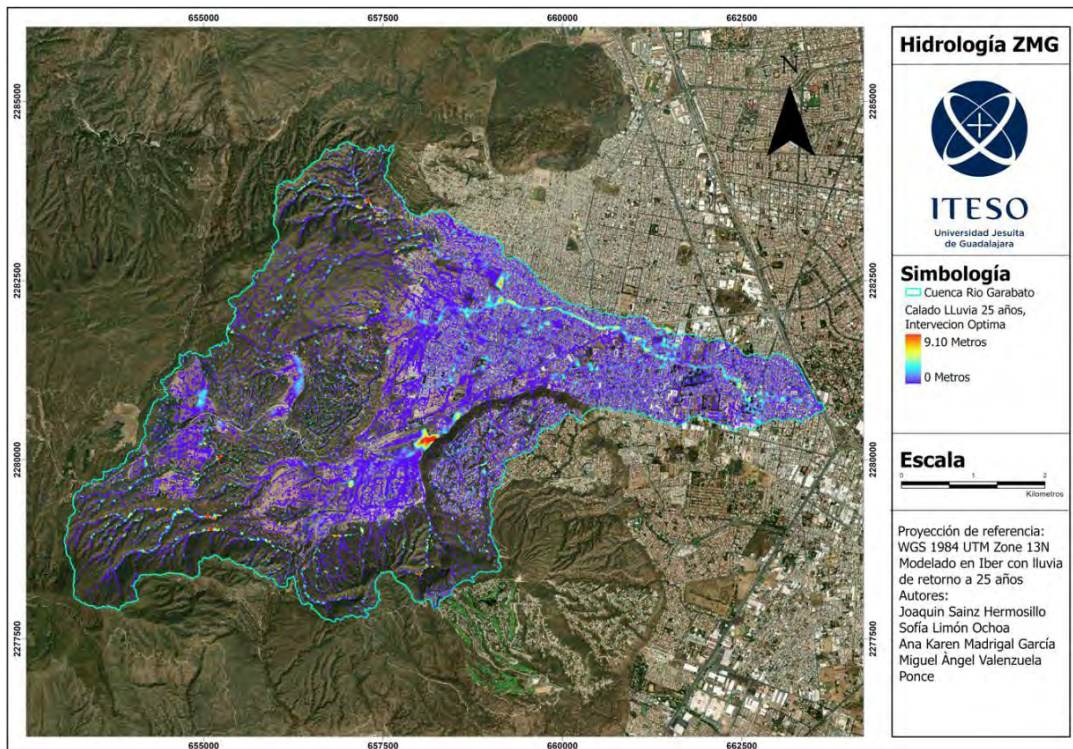 655000
657500
660000
662500
2285000
2285000
2282500
2282500
2280000
2280000
2277500
2277500
655000
657500
660000
662500
N
Hidrología ZMG
ITESO
Universidad Jesuita
de Guadalajara
Simbología
Cuenca Rio Garabato
Calado LLuvia 25 años,
Intervecion Optima
9.10 Metros
0 Metros
Escala
0 1 2
Kilometros
Proyección de referencia:
WGS 1984 UTM Zone 13N
Modelado en Iber con lluvia
de retorno a 25 años
Autores:
Joaquin Sainz Hermosillo
Sofía Limón Ochoa
Ana Karen Madrigal García
Miguel Àngel Valenzuela
Ponce